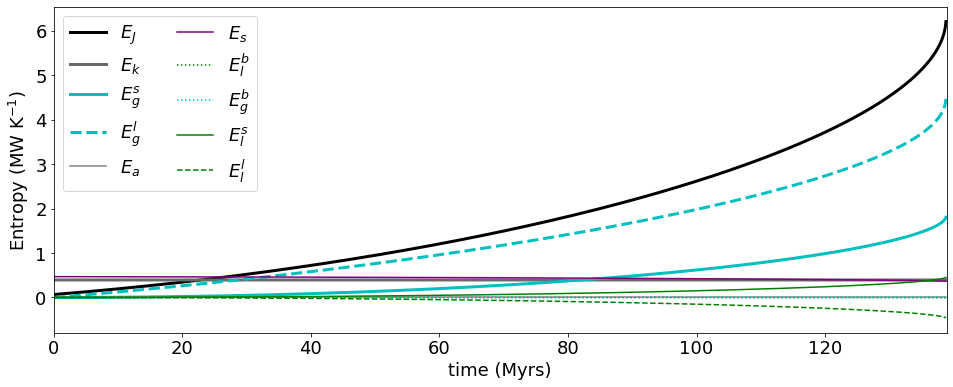 Entropy (MW K⁻¹)
6
5
4
3
2
1
0
E_J
E_k
E_g^s
E_g^l
E_a
E_s
E_l^b
E_g^b
E_l^s
E_l^l
0 20 40 60 80 100 120
time (Myrs)